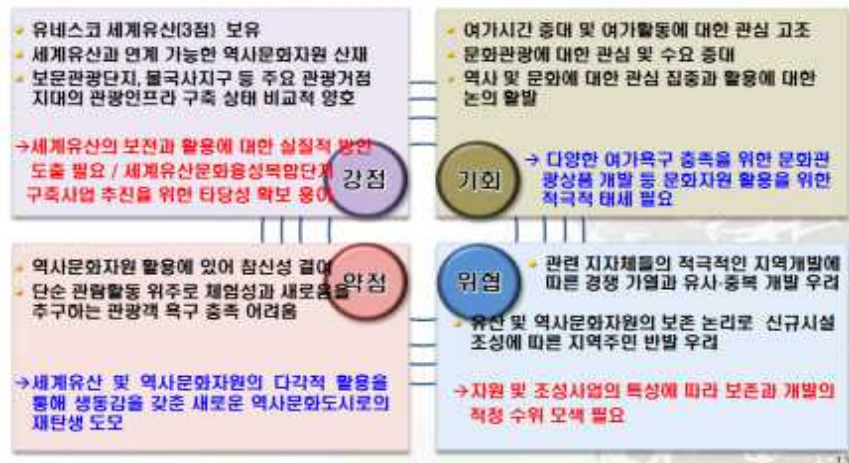 유네스코 세계유산(3점) 보유
세계유산과 연계 가능한 역사문화자원 산재
보문관광단지, 불국사지구 등 주요 관광거점
지대의 관광인프라 구축 상태 비교적 양호
→세계유산의 보전과 활용에 대한 실질적 방안
도출 필요 / 세계유산문화융성복합단지
구축사업 추진을 위한 타당성 확보 용이
강점
여가시간 증대 및 여가활동에 대한 관심 고조
문화관광에 대한 관심 및 수요 증대
역사 및 문화에 대한 관심 집중과 활용에 대한
논의 활발
기회
→ 다양한 여가욕구 충족을 위한 문화관
광상품 개발 등 문화자원 활용을 위한
적극적 태세 필요
역사문화자원 활용에 있어 참신성 결여
단순 관람활동 위주로 체험성과 새로움을
추구하는 관광객 욕구 충족 어려움
약점
→세계유산 및 역사문화자원의 다각적 활용을
통해 생동감을 갖춘 새로운 역사문화도시로의
재탄생 도모
위협
관련 지자체들의 적극적인 지역개발에
따른 경쟁 가열과 유사·중복 개발 우려
유산 및 역사문화자원의 보존 논리로 신규시설
조성에 따른 지역주민 반발 우려
→자원 및 조성사업의 특성에 따라 보존과 개발의
적정 수위 모색 필요